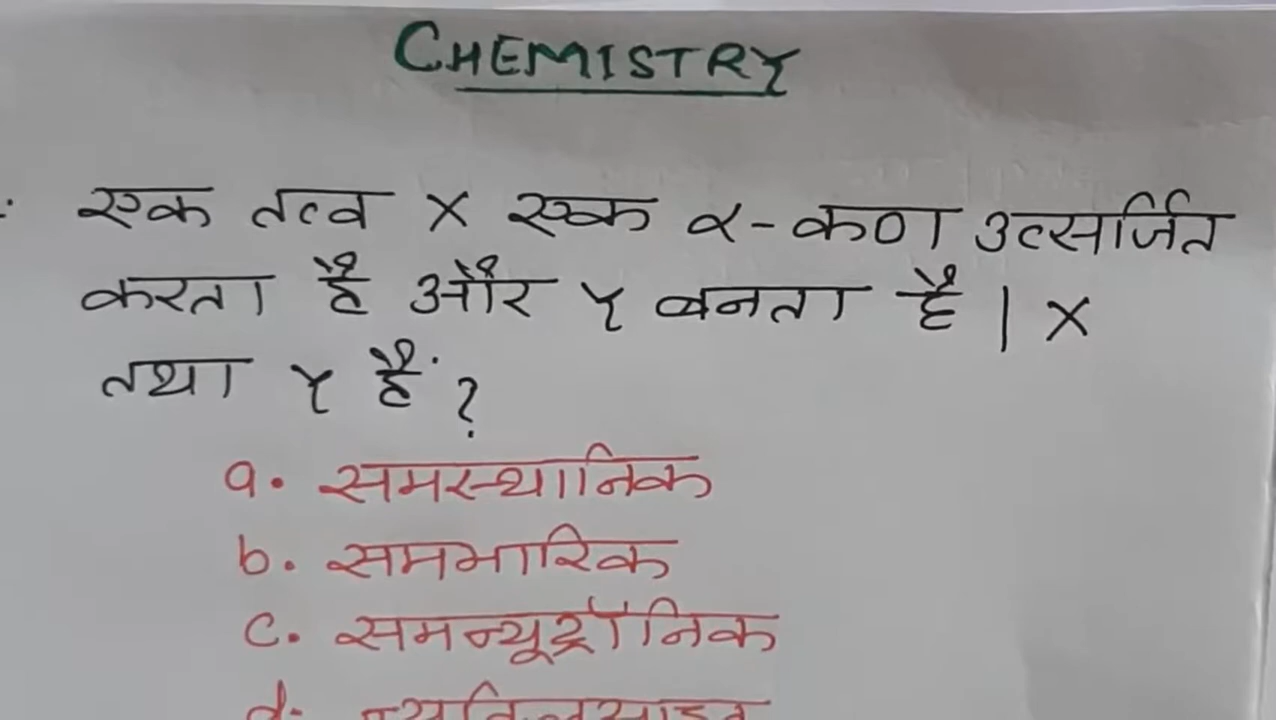 CHEMISTRY
एक तत्व X एक α-कण उत्सर्जित
करता है और Y बनता है | X
तथा Y हैं ?
a. समस्थानिक
b. समभारिक
c. समन्यूट्रॉनिक
d.